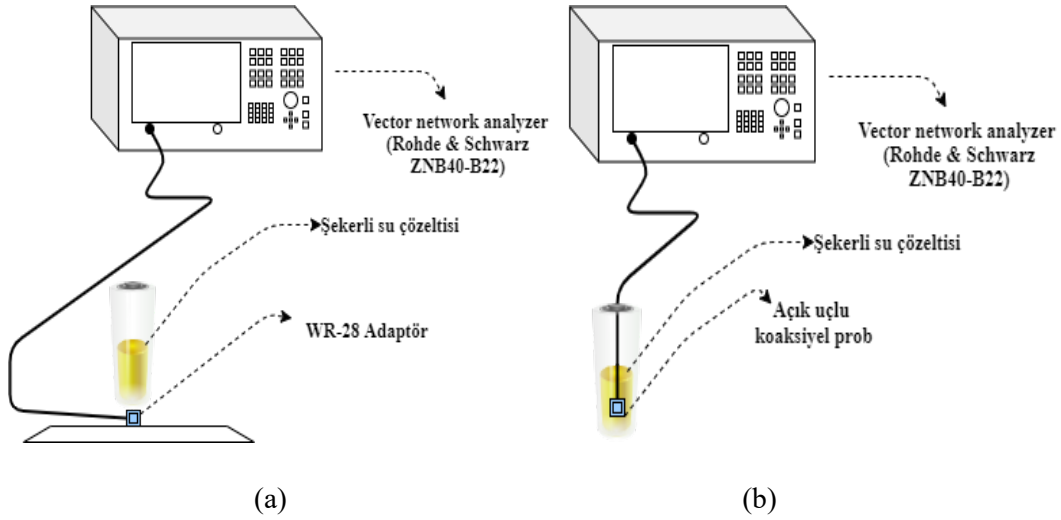 Vector network analyzer
(Rohde & Schwarz
ZNB40-B22)
Şekerli su çözeltisi
WR-28 Adaptör
(a)
Vector network analyzer
(Rohde & Schwarz
ZNB40-B22)
Şekerli su çözeltisi
Açık uçlu
koaksiyel prob
(b)